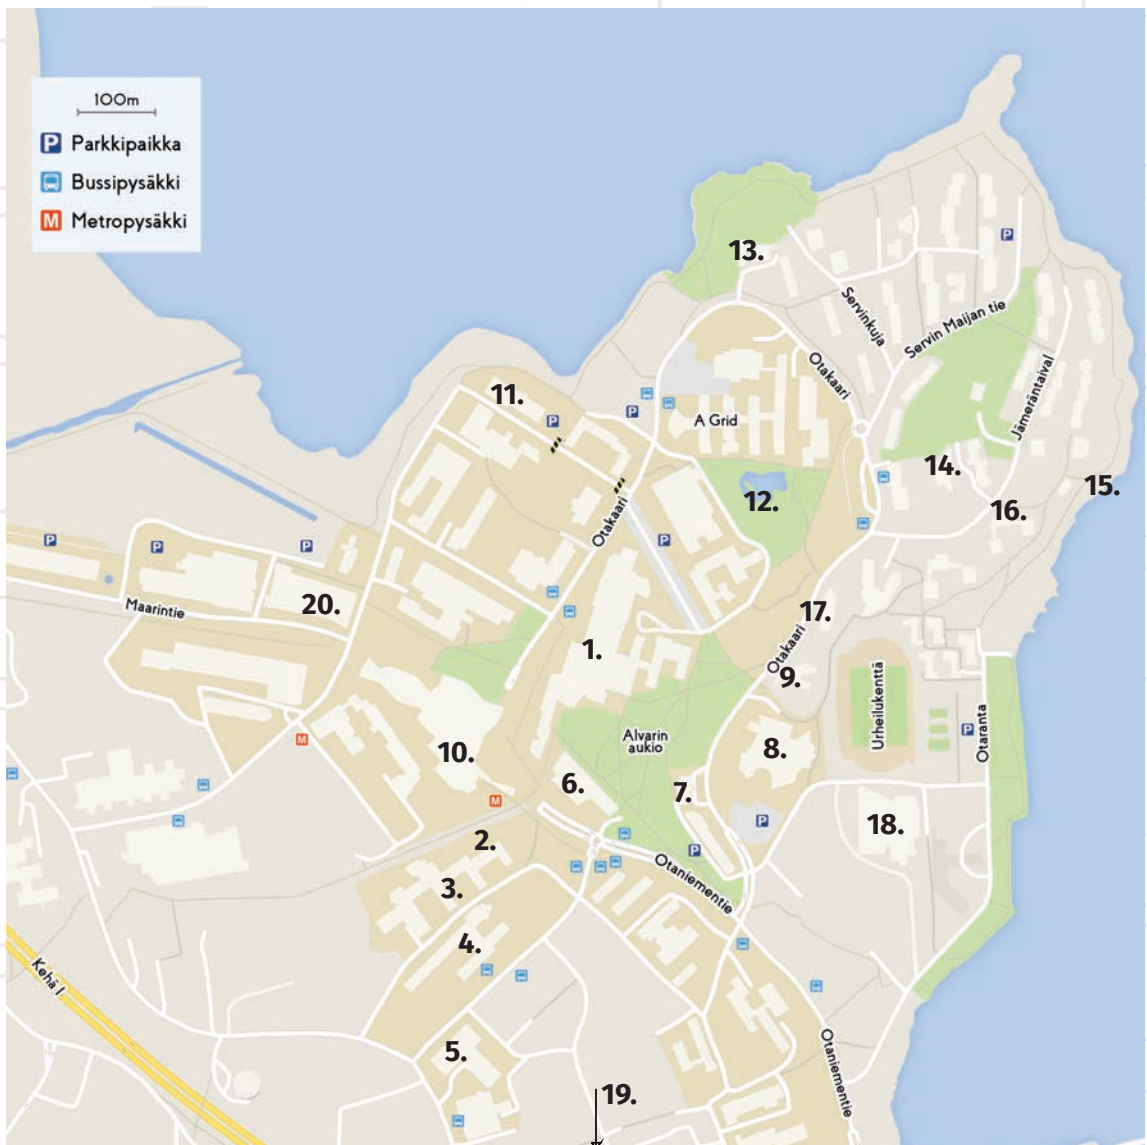 100m
P Parkkipaikka
Bussipysäkki
M Metropysäkki
13.
P
Servinkuja
Servin Maijan tie
Otakaari
Jämeräntaival
11.
P
P
A Grid
14.
12.
15.
16.
Otakaari
P
P
P
P
Maarintie
20.
17.
1.
Otakaari
9.
Urheilukenttä
Otaranta
P
M
Alvarin
aukio
8.
10.
6.
7.
M
P
18.
2.
P
Otaniementie
3.
4.
Kehä I
5.
Otaniementie
19.